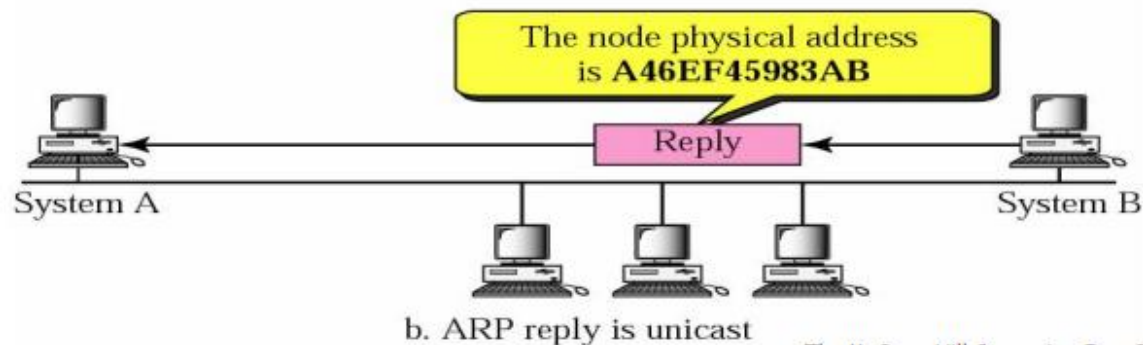 The node physical address
is A46EF45983AB
Reply
System A
System B
b. ARP reply is unicast